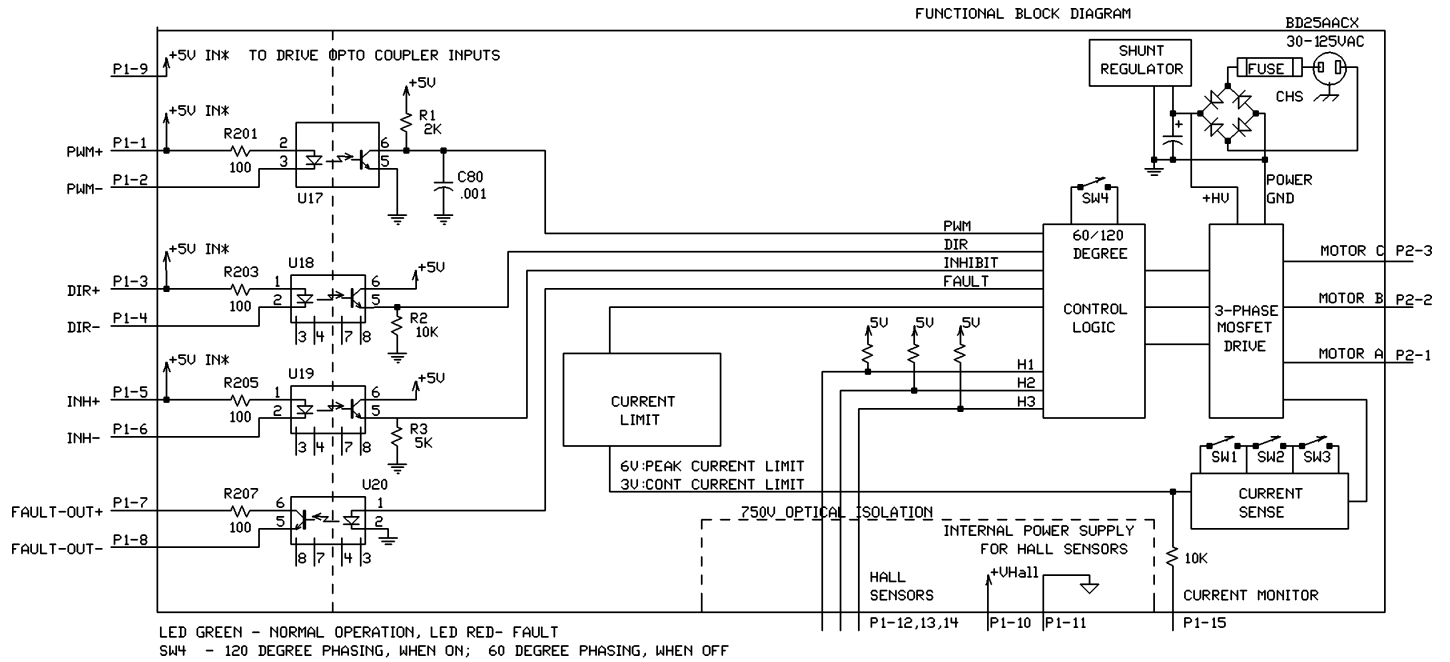 FUNCTIONAL BLOCK DIAGRAM
BD25AACX
30-125VAC
+5V IN* TO DRIVE OPTO COUPLER INPUTS
P1-9
SHUNT
REGULATOR
FUSE
CHS
+
+5V
R1
2K
+5V IN*
PWM+ P1-1
R201
100
2
3
6
5
U17
PWM- P1-2
C80
.001
POWER
GND
+HV
SW4
PWM
DIR
INHIBIT
FAULT
60/120
DEGREE
CONTROL
LOGIC
3-PHASE
MOSFET
DRIVE
MOTOR C P2-3
MOTOR B P2-2
MOTOR A P2-1
+5V IN*
DIR+ P1-3
R203
100
U18
1
2
6
5
+5V
R2
10K
DIR- P1-4
3 4 7 8
5V 5V 5V
H1
H2
H3
+5V IN*
INH+ P1-5
R205
100
U19
1
2
6
5
+5V
R3
5K
INH- P1-6
3 4 7 8
CURRENT
LIMIT
6V:PEAK CURRENT LIMIT
3V:CONT CURRENT LIMIT
SW1 SW2 SW3
CURRENT
SENSE
FAULT-OUT+ P1-7
R207
100
U20
6
5
1
2
FAULT-OUT- P1-8
8 7 4 3
750V OPTICAL ISOLATION
INTERNAL POWER SUPPLY
FOR HALL SENSORS
+VHall
10K
HALL
SENSORS
CURRENT MONITOR
P1-12,13,14 P1-10 P1-11 P1-15
LED GREEN - NORMAL OPERATION, LED RED- FAULT
SW4 - 120 DEGREE PHASING, WHEN ON; 60 DEGREE PHASING, WHEN OFF